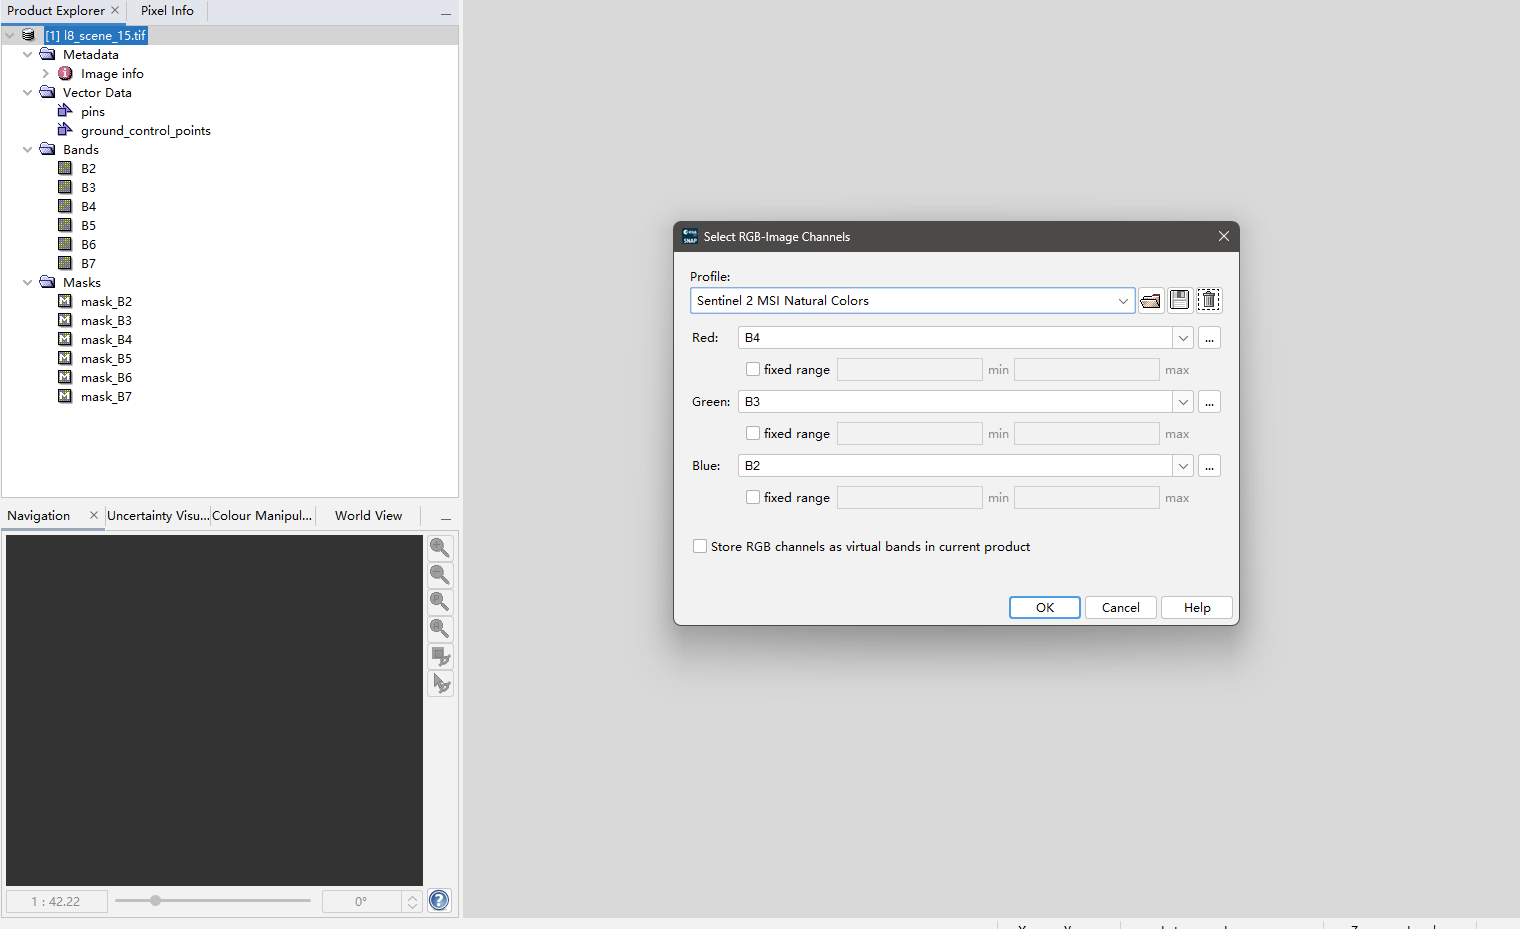 Product Explorer
Pixel Info
[1] l8_scene_15.tif
Metadata
Image info
Vector Data
pins
ground_control_points
Bands
B2
B3
B4
B5
B6
B7
Masks
mask_B2
mask_B3
mask_B4
mask_B5
mask_B6
mask_B7
Navigation
Uncertainty Visu...
Colour Manipul...
World View
1 : 42.22
0°
esa SNAP
Select RGB-Image Channels
Profile:
Sentinel 2 MSI Natural Colors
Red: B4 ...
fixed range min max
Green: B3 ...
fixed range min max
Blue: B2 ...
fixed range min max
Store RGB channels as virtual bands in current product
OK Cancel Help